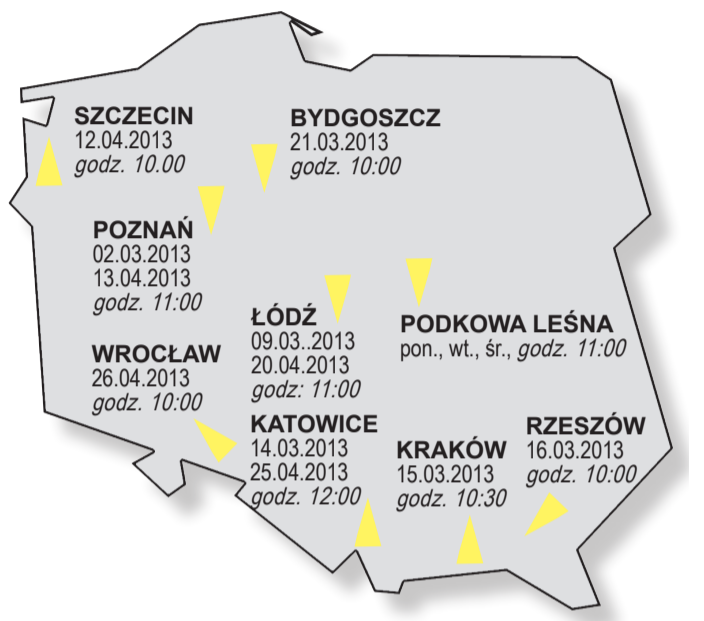 SZCZECIN
12.04.2013
godz. 10.00
BYDGOSZCZ
21.03.2013
godz. 10:00
POZNAŃ
02.03.2013
13.04.2013
godz. 11:00
ŁÓDŹ
09.03..2013
20.04.2013
godz: 11:00
PODKOWA LEŚNA
pon., wt., śr., godz. 11:00
WROCŁAW
26.04.2013
godz. 10:00
KATOWICE
14.03.2013
25.04.2013
godz. 12:00
KRAKÓW
15.03.2013
godz. 10:30
RZESZÓW
16.03.2013
godz. 10:00